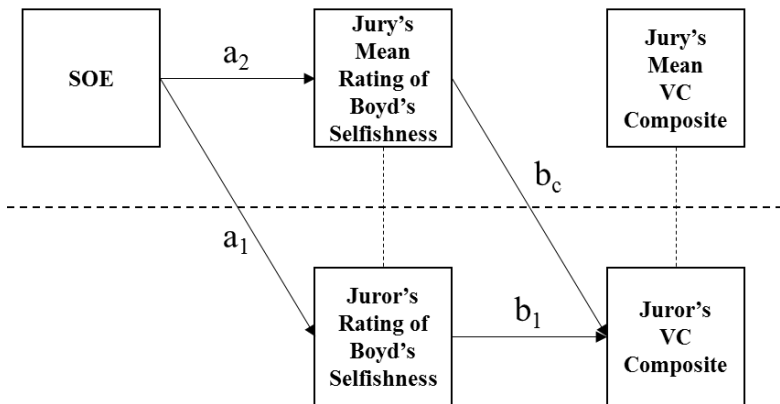 SOE
a2
Jury’s
Mean
Rating of
Boyd’s
Selfishness
Jury’s
Mean
VC
Composite
a1
bc
Juror’s
Rating of
Boyd’s
Selfishness
b1
Juror’s
VC
Composite